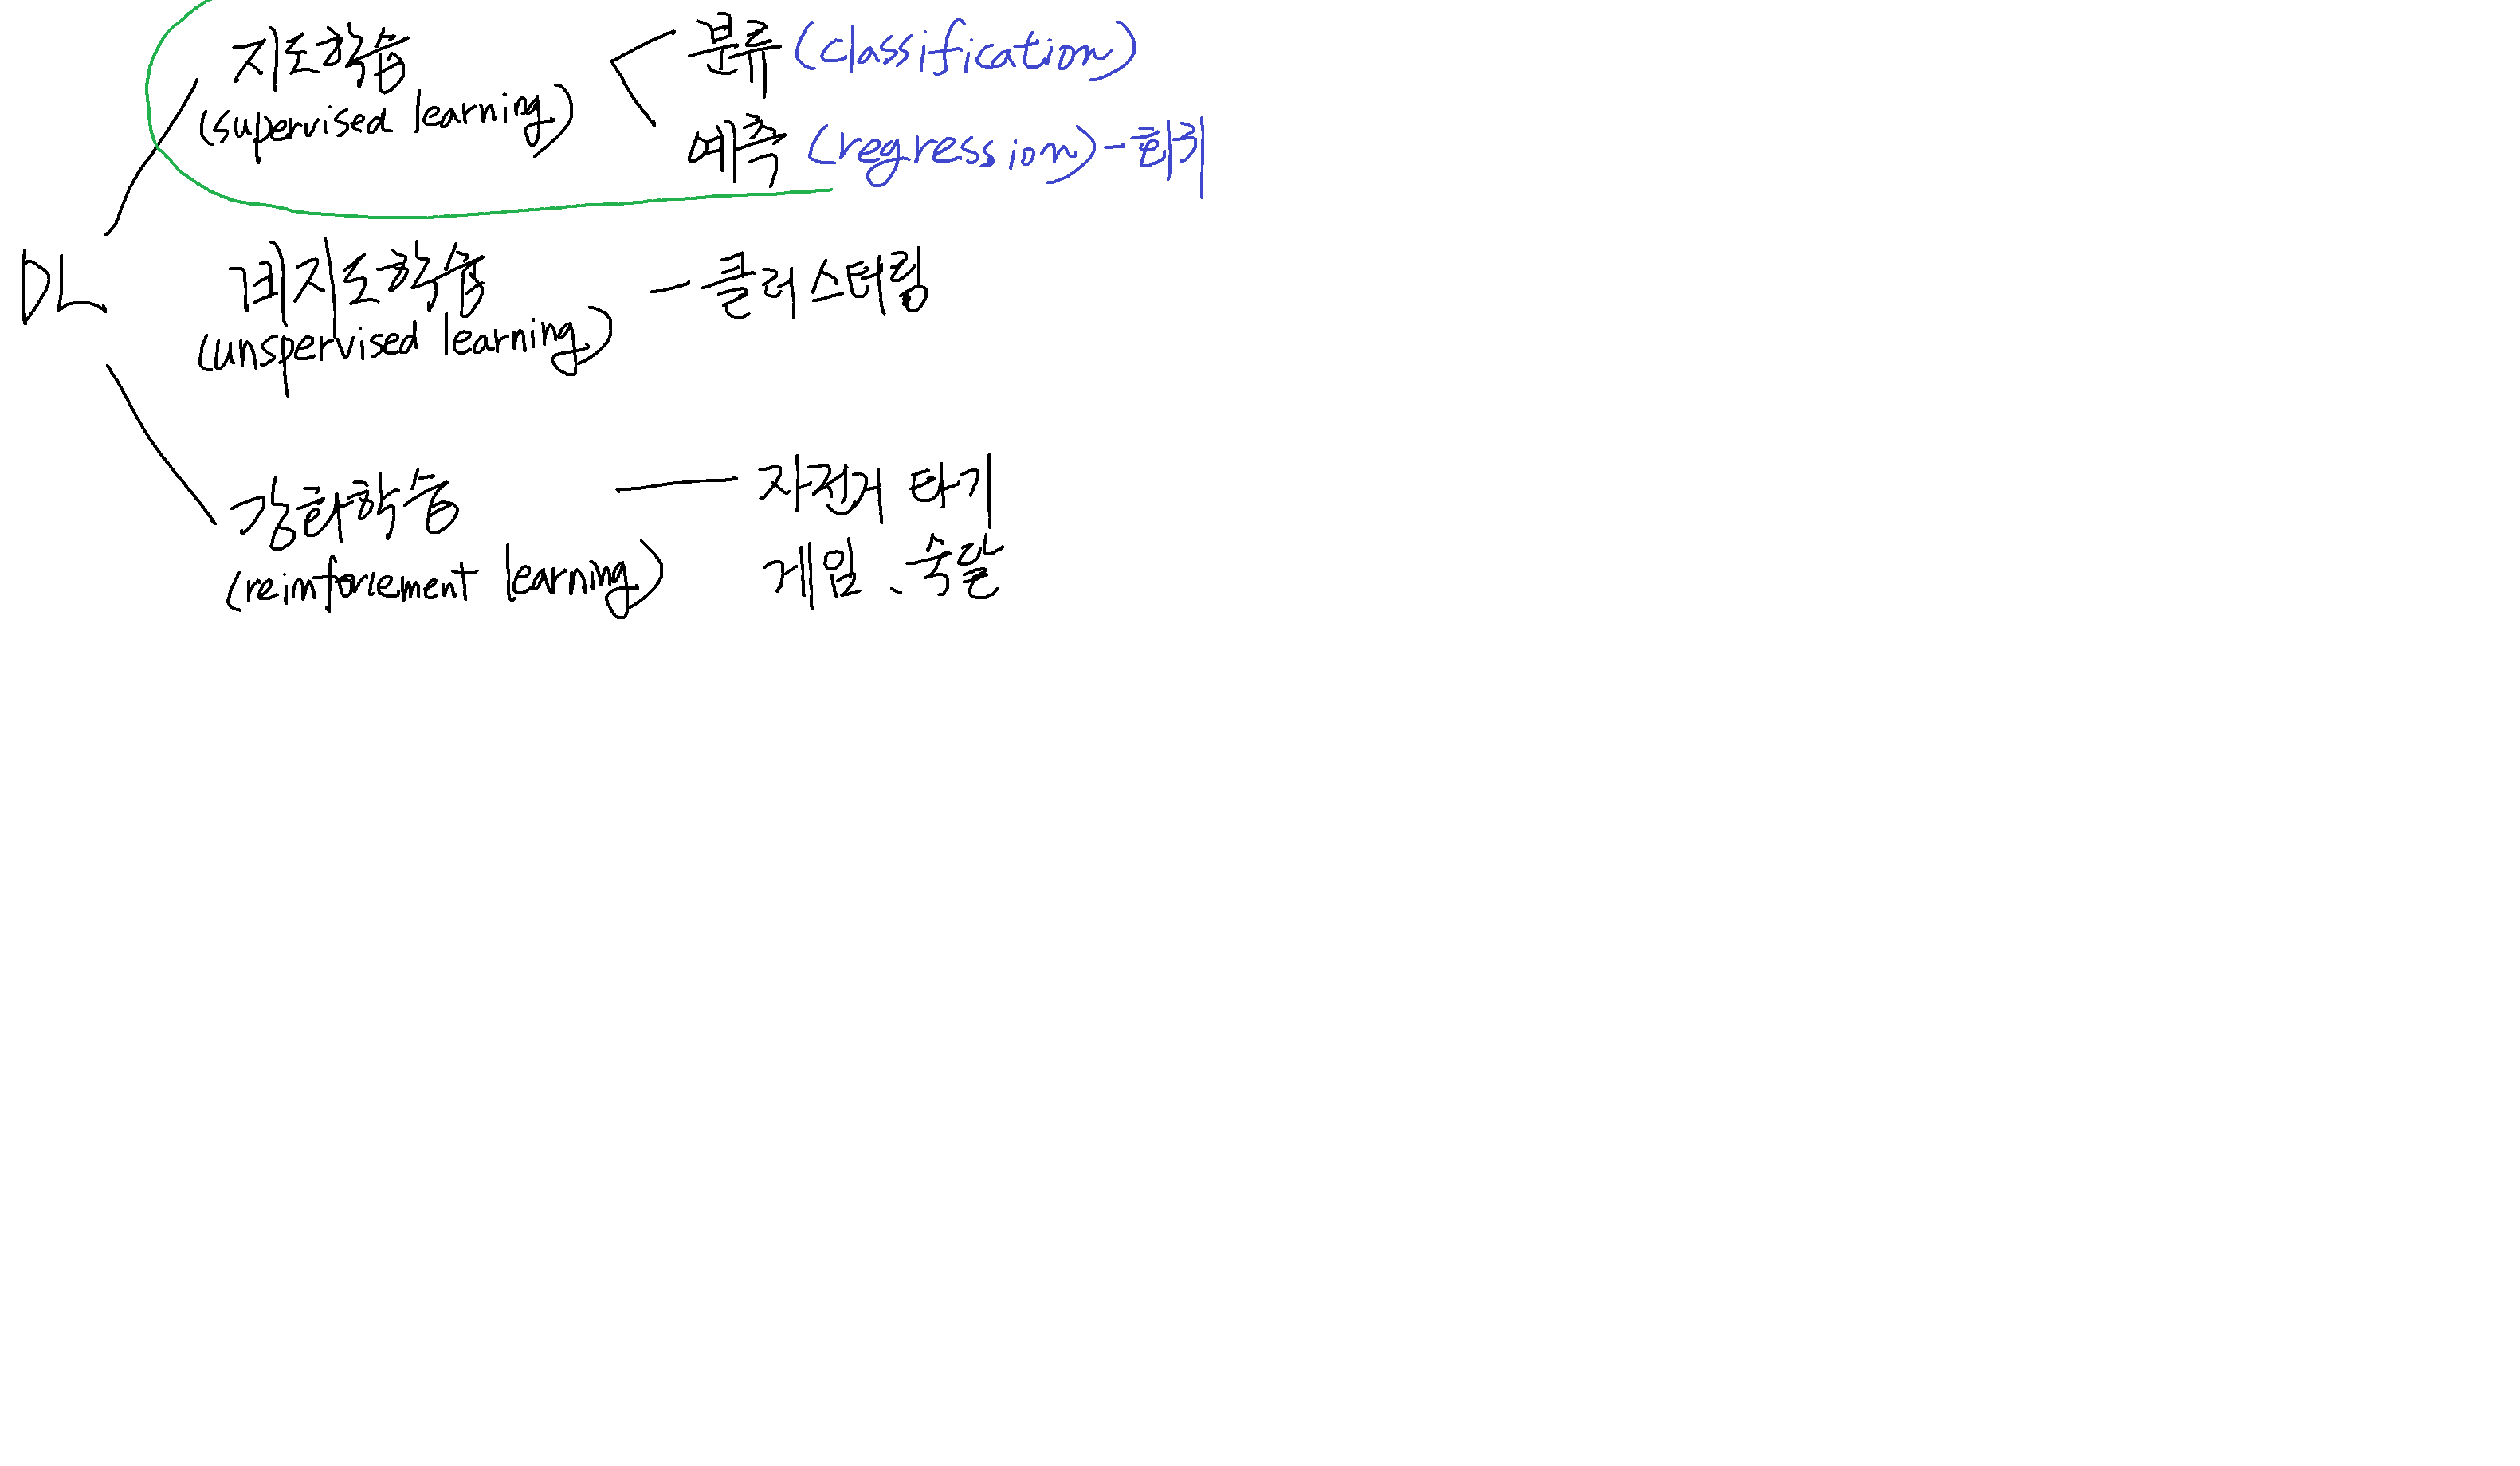 지도학습
(supervised learning)
분류 (classification)
예측 (regression) - 회귀
DL
비지도학습 - 클러스터링
(unspervised learning)
강화학습 — 자전거 타기
(reinforcement learning) 게임、